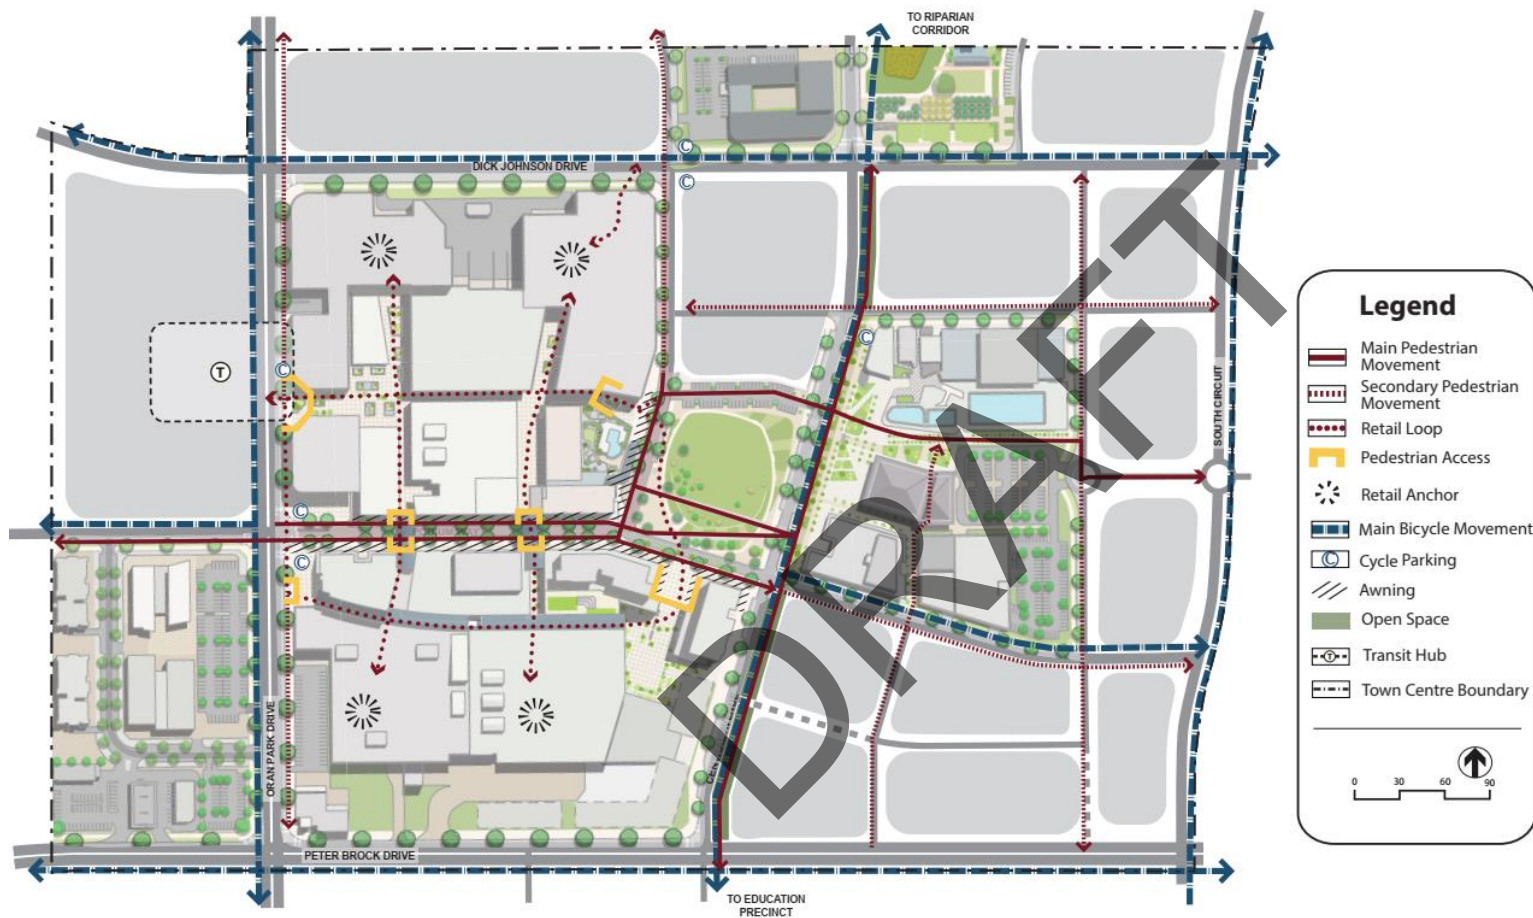 TO RIPARIAN
CORRIDOR
DICK JOHNSON DRIVE
C
C
T
C
C
C
C
SOUTH CIRCUIT
ORAN PARK DRIVE
PETER BROCK DRIVE
TO EDUCATION
PRECINCT
DRAFT
Legend
Main Pedestrian
Movement
Secondary Pedestrian
Movement
Retail Loop
Pedestrian Access
Retail Anchor
Main Bicycle Movement
C Cycle Parking
Awning
Open Space
T Transit Hub
Town Centre Boundary
0 30 60 90